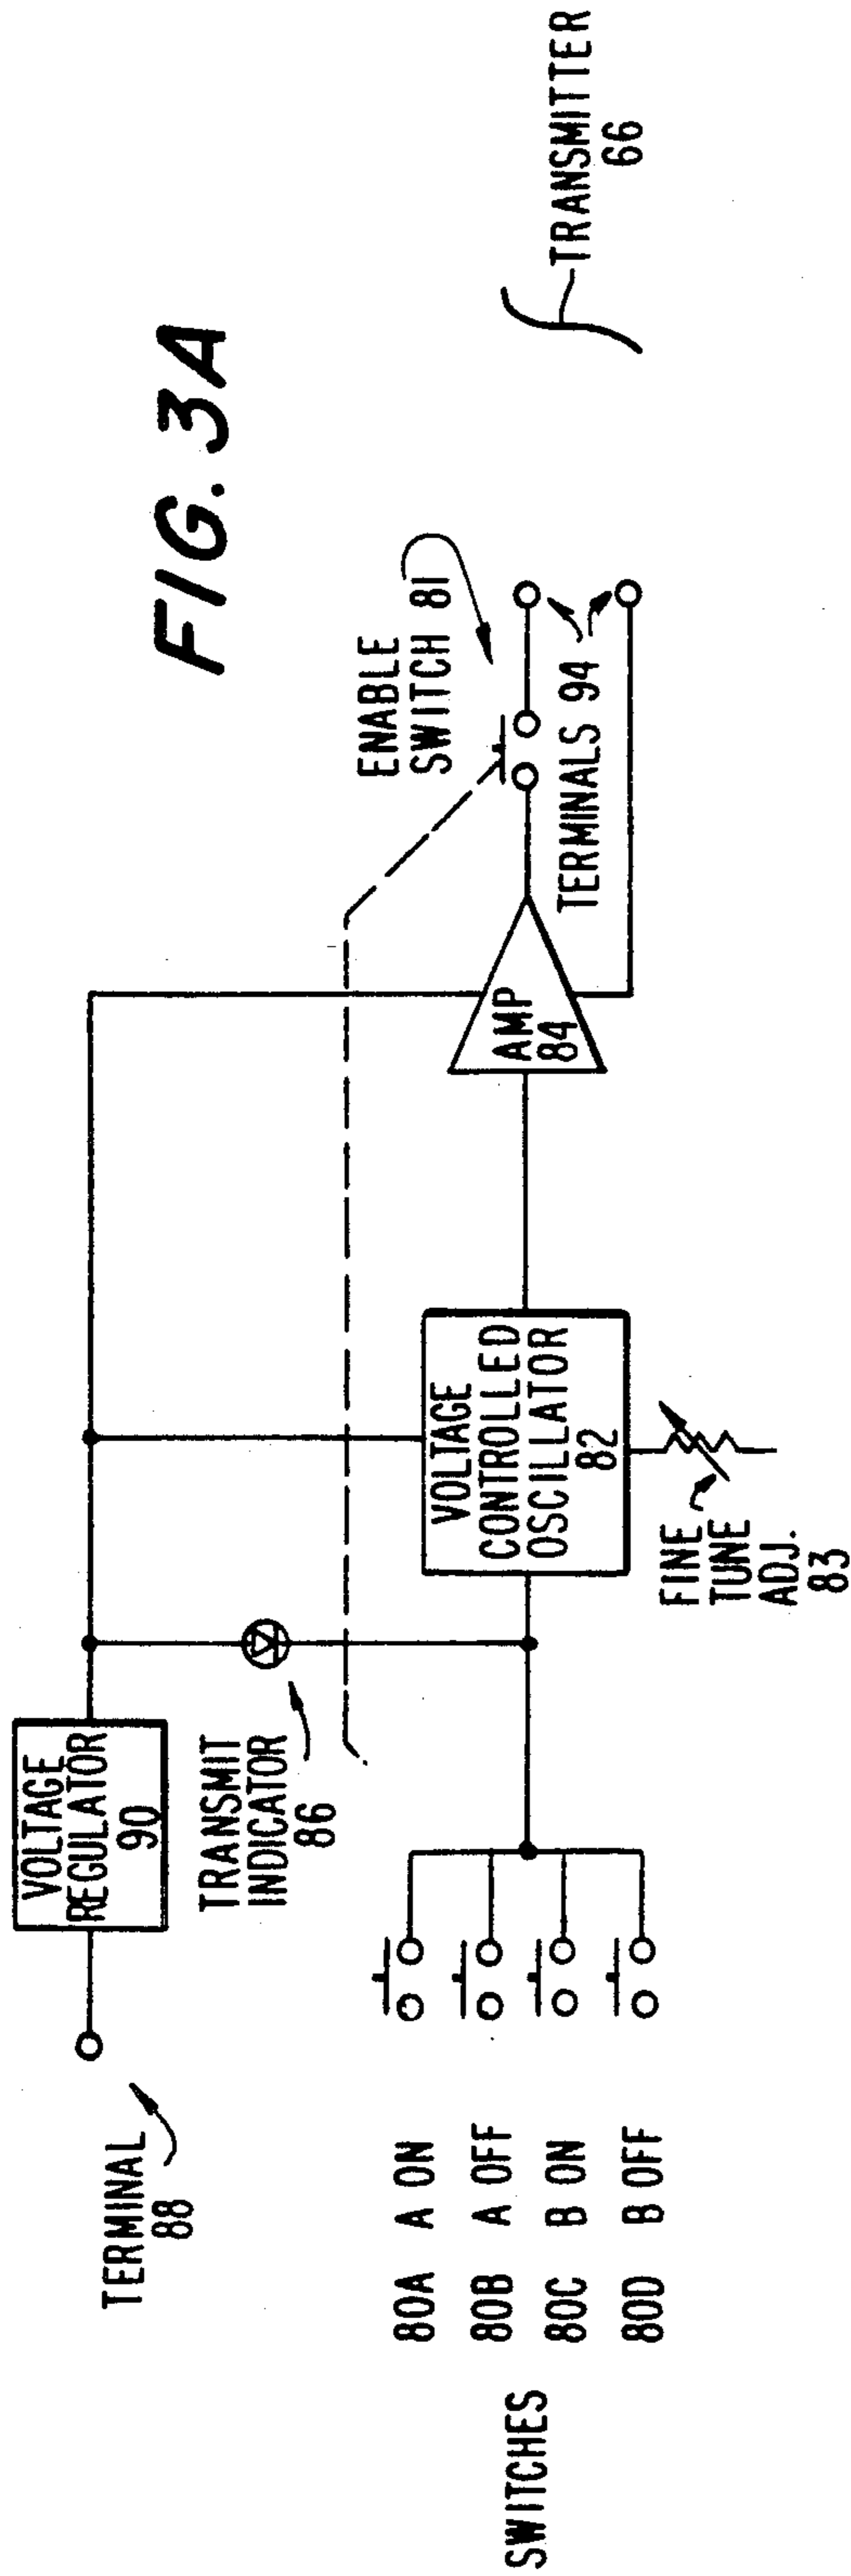 FIG. 3A
TERMINAL
88
VOLTAGE
REGULATOR
90
TRANSMIT
INDICATOR
86
SWITCHES
80A A ON
80B A OFF
80C B ON
80D B OFF
VOLTAGE
CONTROLLED
OSCILLATOR
82
FINE
TUNE
ADJ.
83
AMP
84
ENABLE
SWITCH 81
TERMINALS 94
TRANSMITTER
66